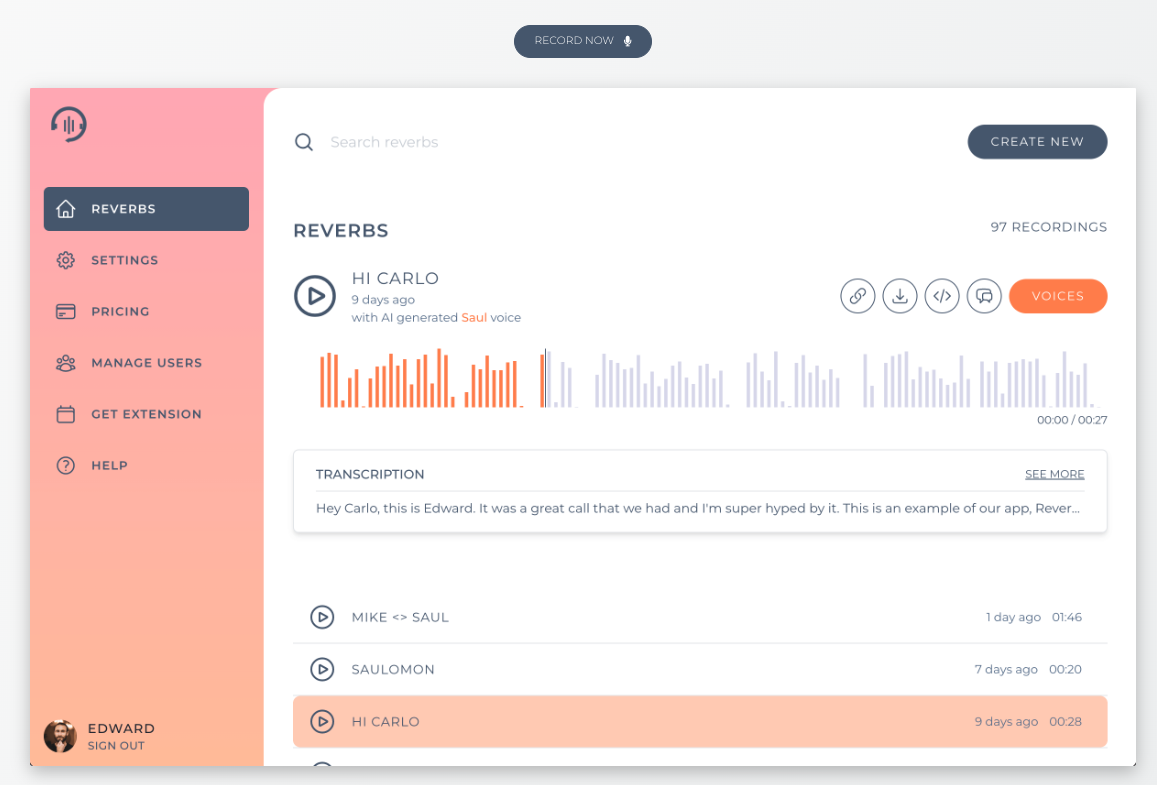 RECORD NOW
Search reverbs
CREATE NEW
REVERBS
SETTINGS
PRICING
MANAGE USERS
GET EXTENSION
HELP
EDWARD
SIGN OUT
REVERBS
97 RECORDINGS
HI CARLO
9 days ago
with AI generated Saul voice
VOICES
00:00 / 00:27
TRANSCRIPTION
SEE MORE
Hey Carlo, this is Edward. It was a great call that we had and I'm super hyped by it. This is an example of our app, Rever...
MIKE <> SAUL 1 day ago 01:46
SAULOMON 7 days ago 00:20
HI CARLO 9 days ago 00:28